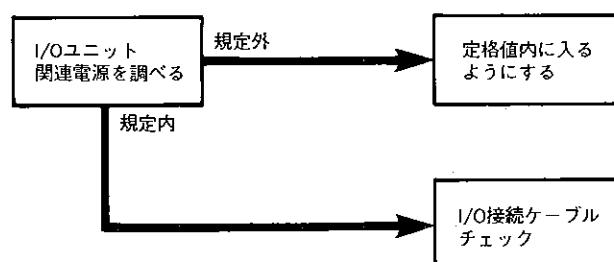 I/Oユニット
関連電源を調べる
規定外
定格値内に入る
ようにする
規定内
I/O接続ケーブル
チェック